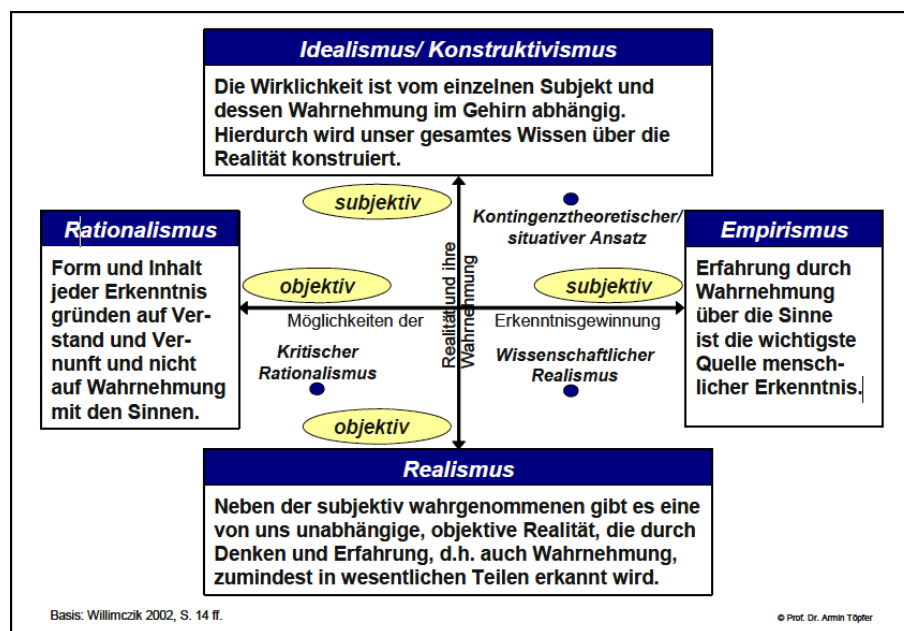 Idealismus/ Konstruktivismus
Die Wirklichkeit ist vom einzelnen Subjekt und
dessen Wahrnehmung im Gehirn abhängig.
Hierdurch wird unser gesamtes Wissen über die
Realität konstruiert.
subjektiv
Kontingenztheoretischer/
situativer Ansatz
Rationalismus
Form und Inhalt
jeder Erkenntnis
gründen auf Ver-
stand und Ver-
nunft und nicht
auf Wahrnehmung
mit den Sinnen.
objektiv
Realität und ihre
Wahrnehmung
subjektiv
Empirismus
Erfahrung durch
Wahrnehmung
über die Sinne
ist die wichtigste
Quelle mensch-
licher Erkenntnis.
Möglichkeiten der Erkenntnisgewinnung
Kritischer
Rationalismus
Wissenschaftlicher
Realismus
objektiv
Realismus
Neben der subjektiv wahrgenommenen gibt es eine
von uns unabhängige, objektive Realität, die durch
Denken und Erfahrung, d.h. auch Wahrnehmung,
zumindest in wesentlichen Teilen erkannt wird.
Basis: Willimczik 2002, S. 14 ff.
© Prof. Dr. Armin Töpfer